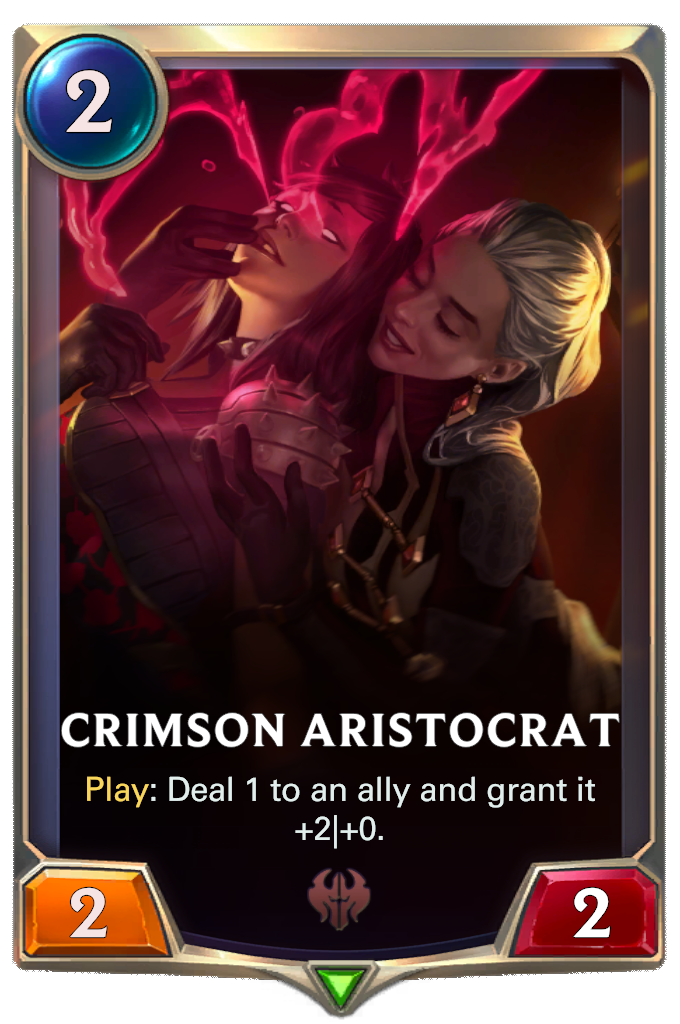 2
CRIMSON ARISTOCRAT
Play: Deal 1 to an ally and grant it
+2|+0.
2 2